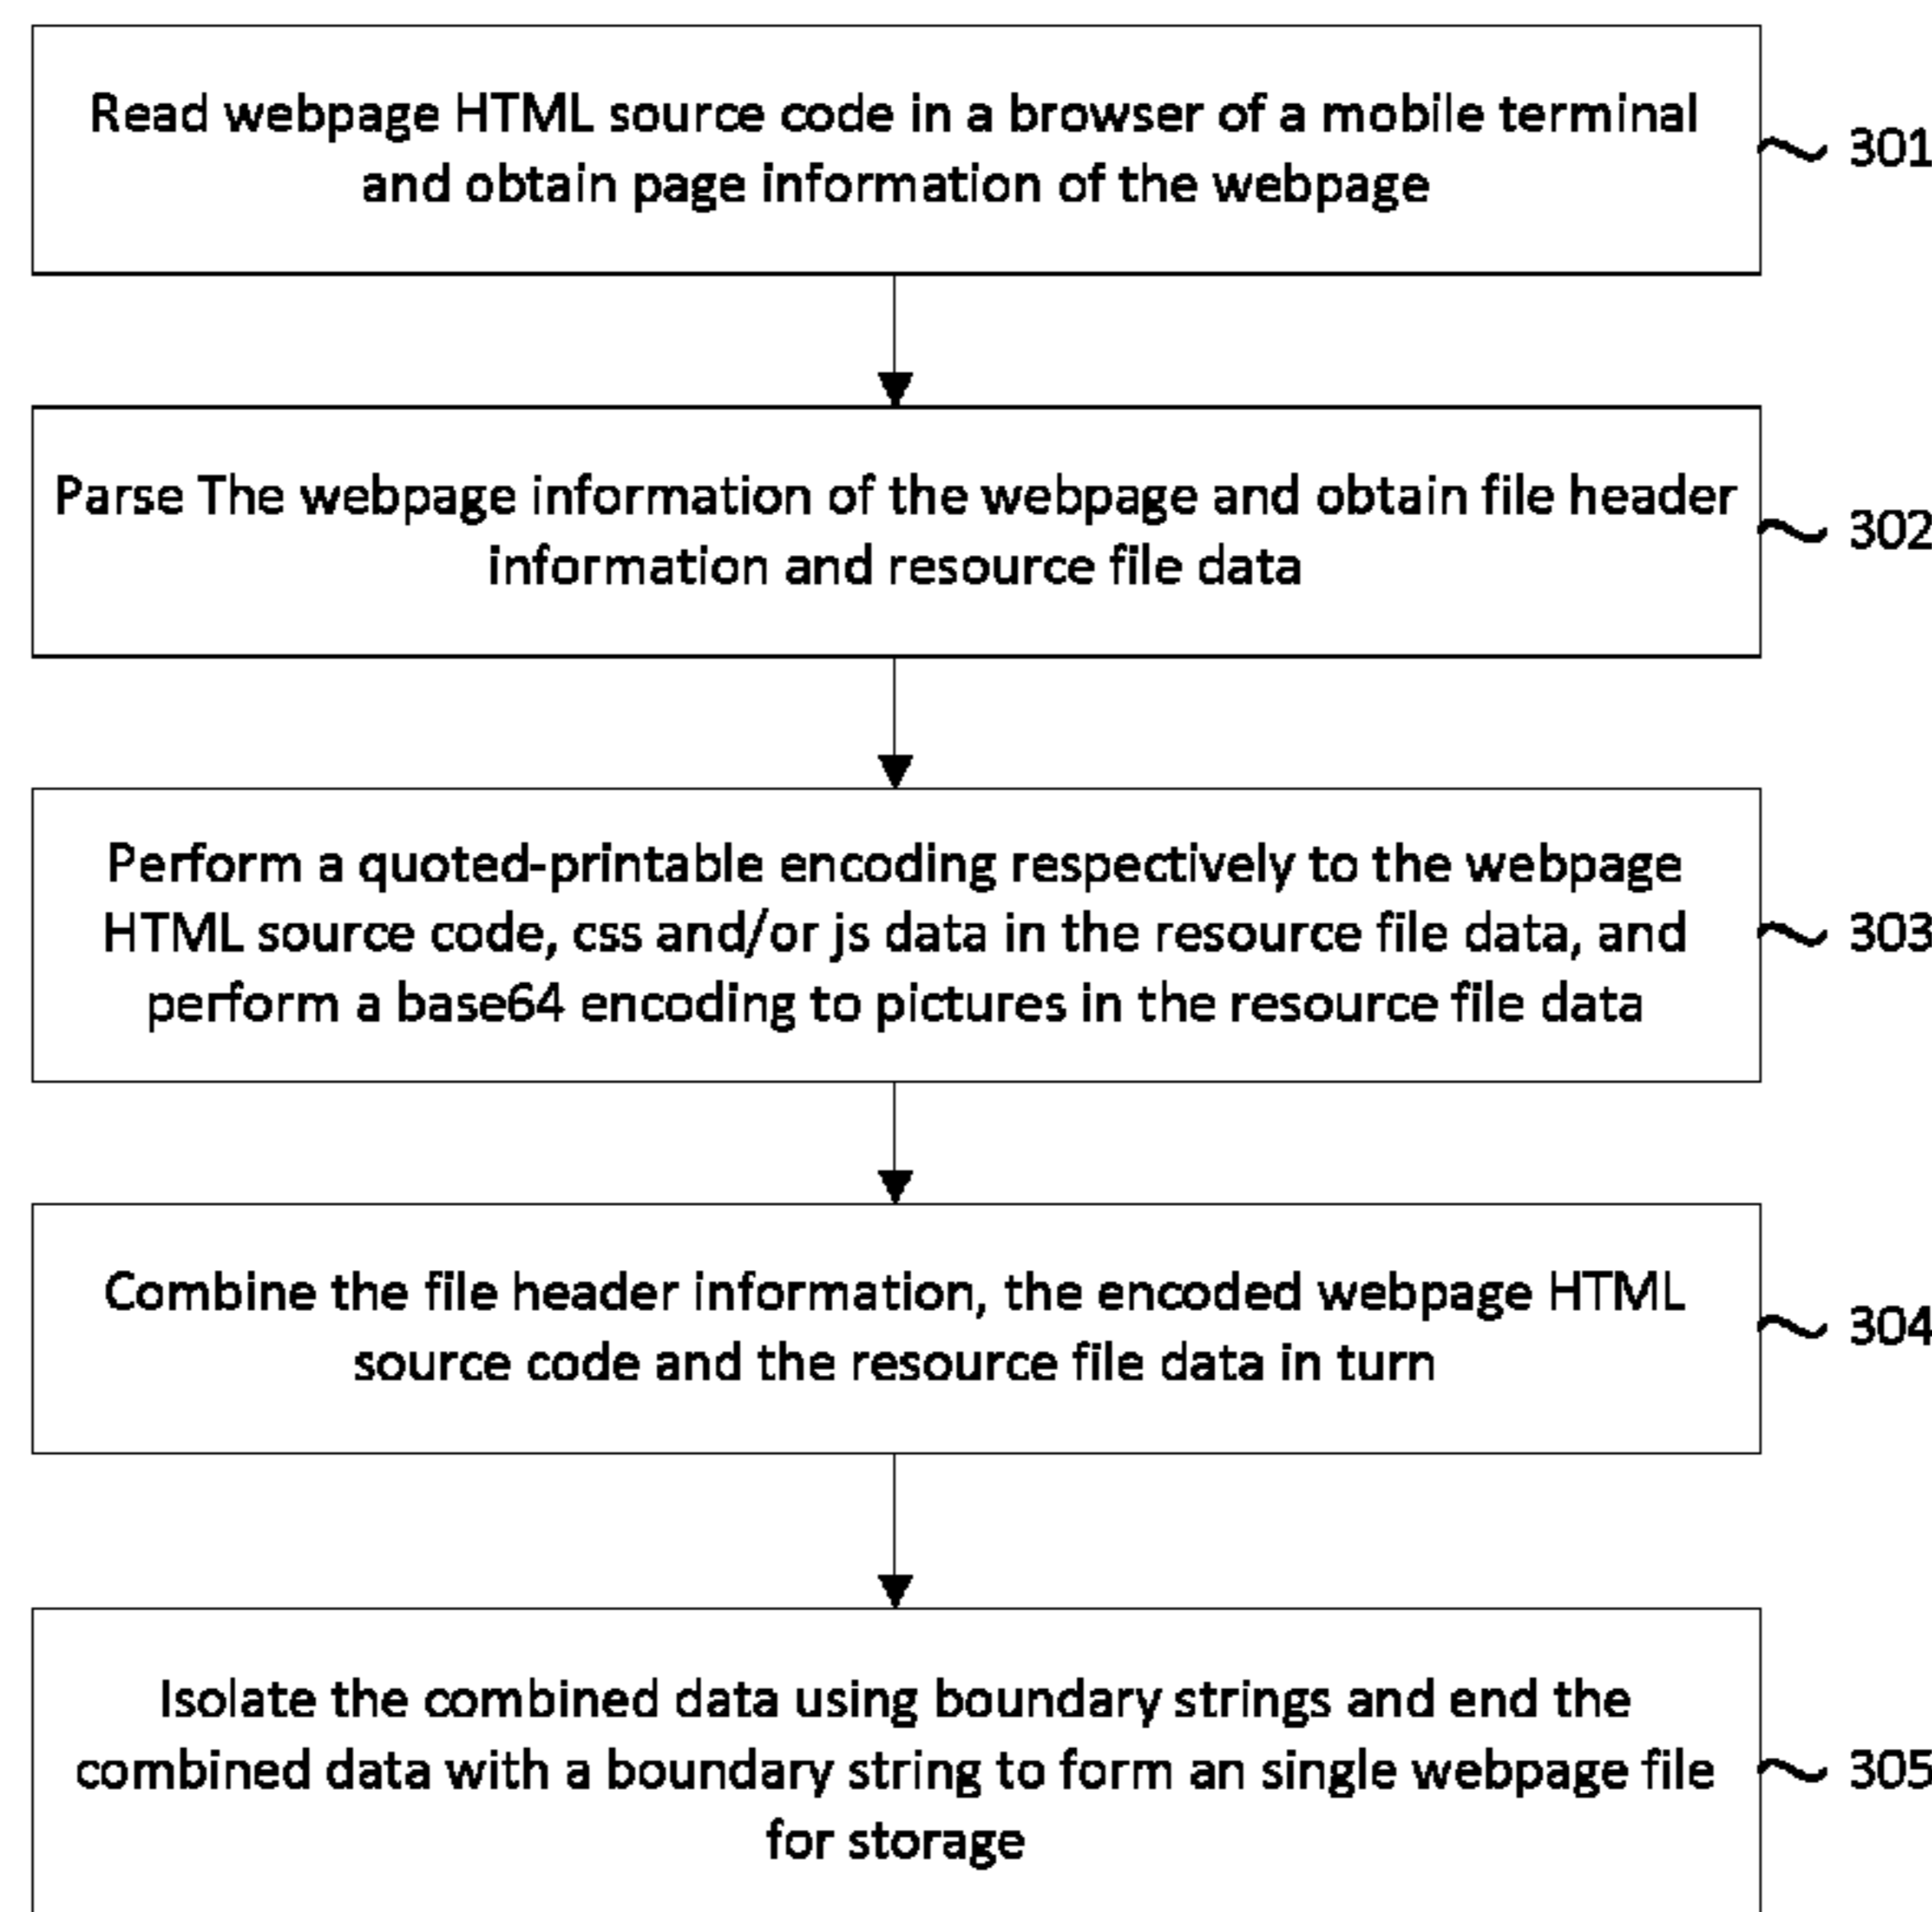 Read webpage HTML source code in a browser of a mobile terminal
and obtain page information of the webpage
301
Parse The webpage information of the webpage and obtain file header
information and resource file data
302
Perform a quoted-printable encoding respectively to the webpage
HTML source code, css and/or js data in the resource file data, and
perform a base64 encoding to pictures in the resource file data
303
Combine the file header information, the encoded webpage HTML
source code and the resource file data in turn
304
Isolate the combined data using boundary strings and end the
combined data with a boundary string to form an single webpage file
for storage
305